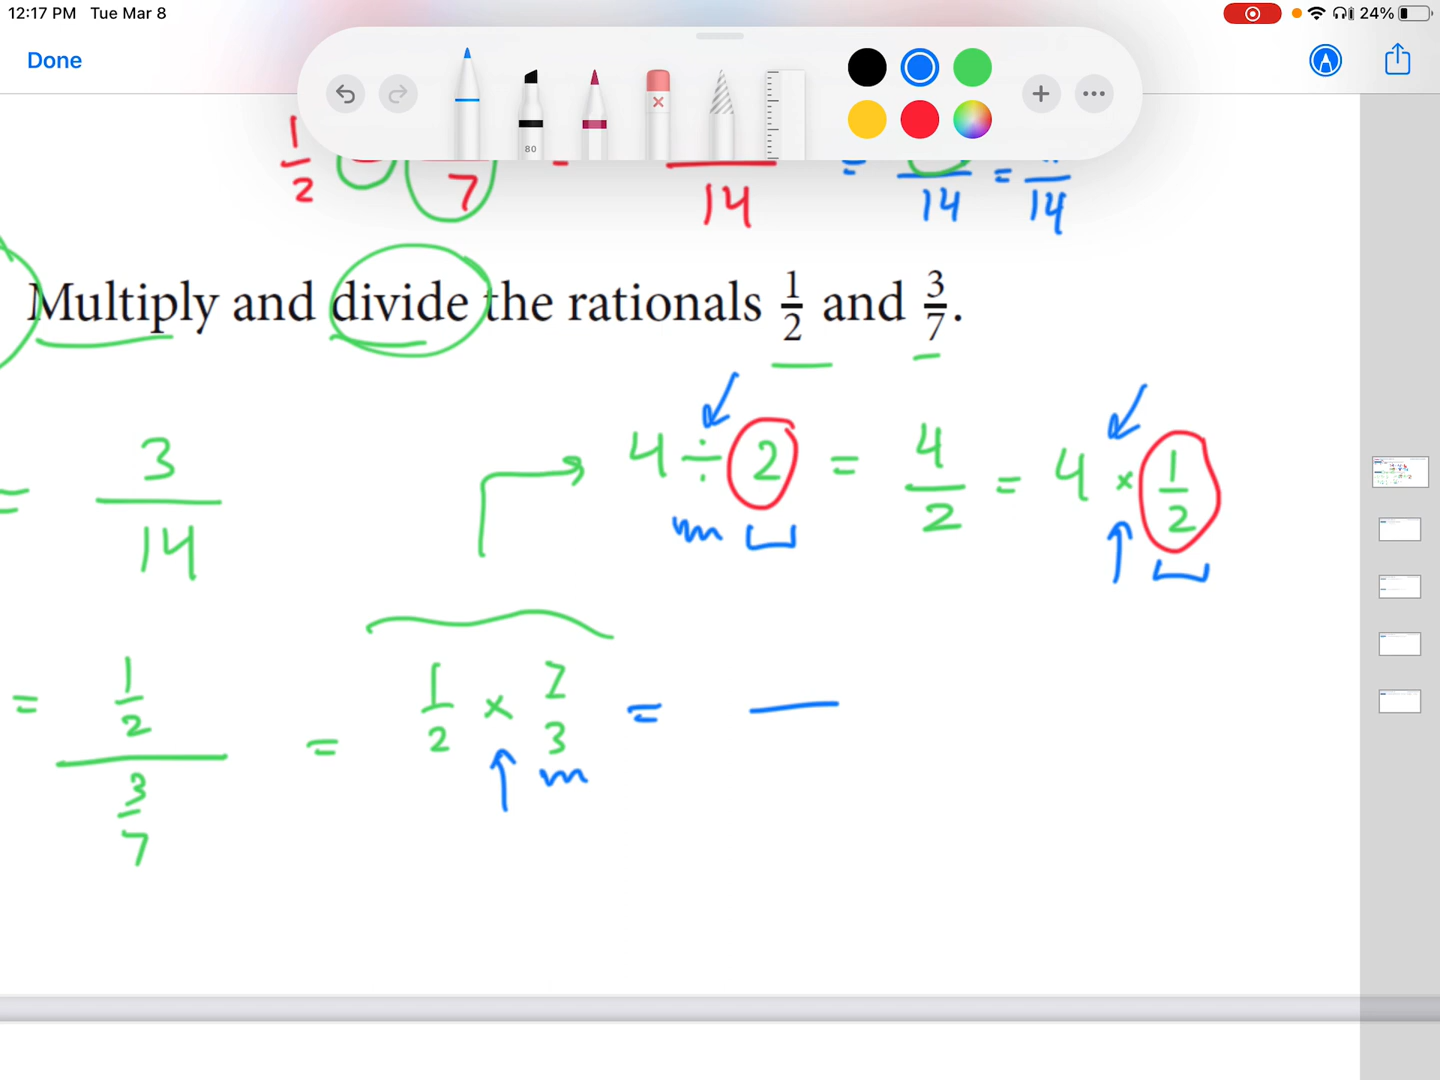 12:17 PM Tue Mar 8 24%
Done
80
1/2 7 = 14 = 14 = 14
Multiply and divide the rationals 1/2 and 3/7.
= 3/14
4 ÷ 2 = 4/2 = 4 × 1/2
= 1/2 / 3/7 = 1/2 × 7/3 =